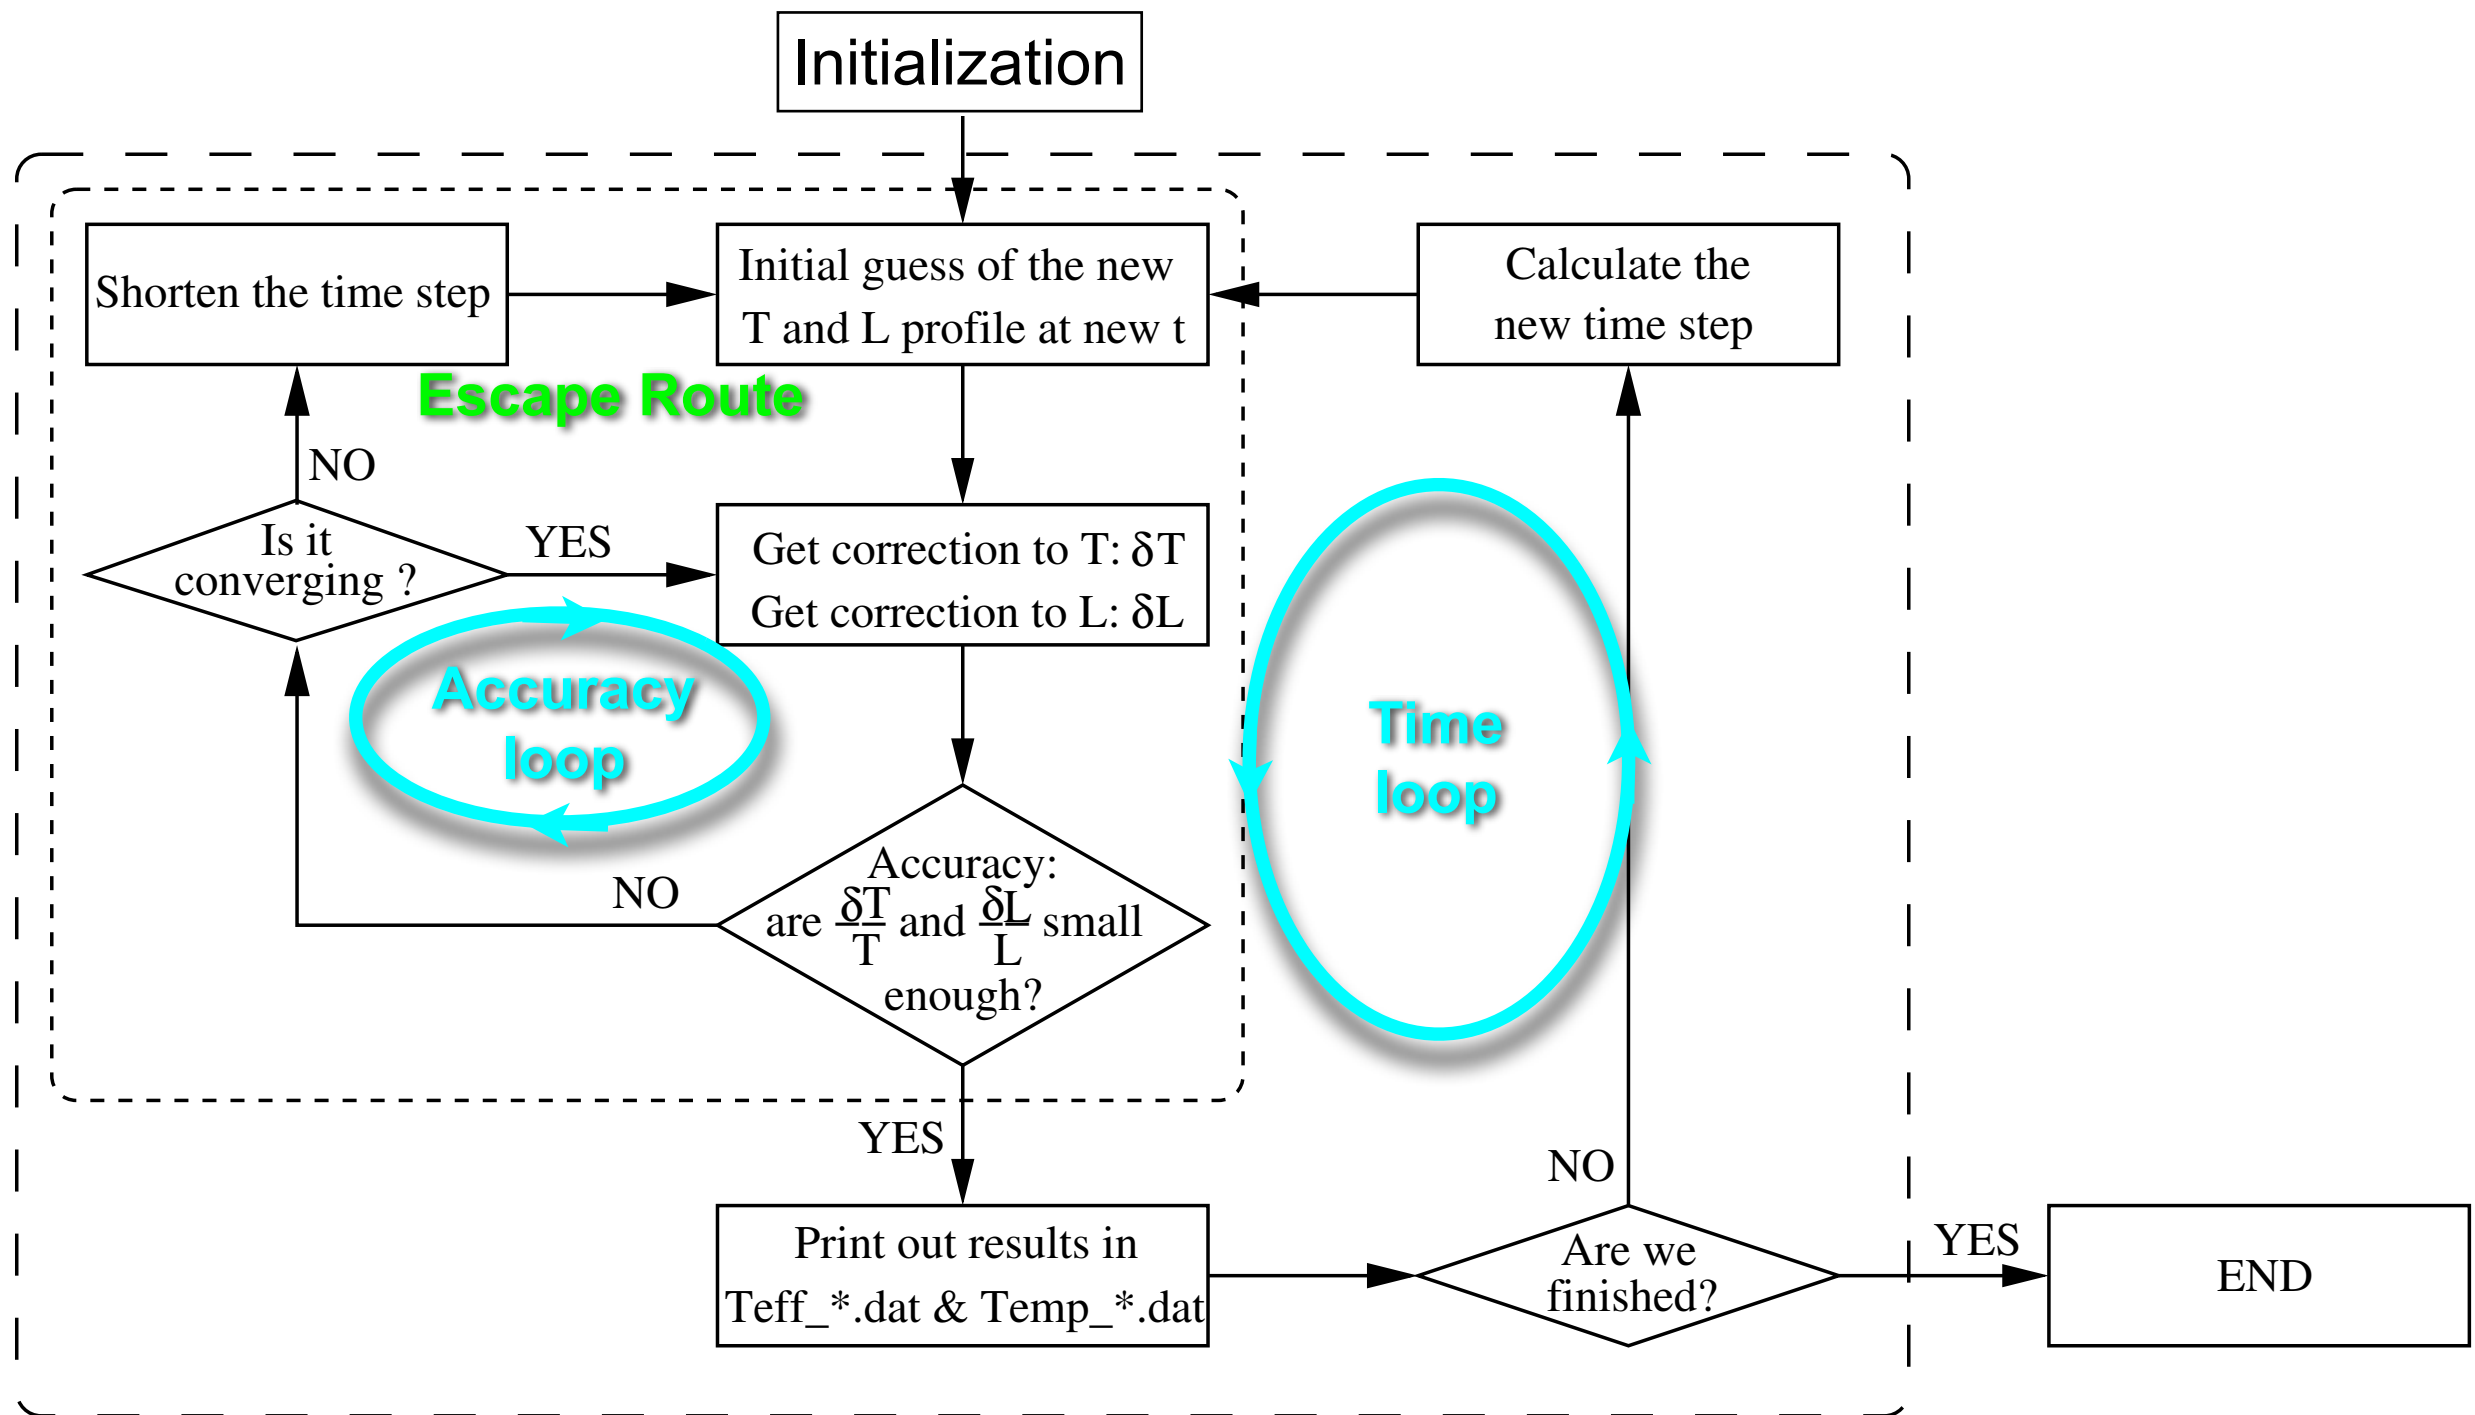 Initialization
Shorten the time step
Initial guess of the new
T and L profile at new t
Calculate the
new time step
Escape Route
NO
Is it
converging ?
YES
Get correction to T: δT
Get correction to L: δL
Accuracy
loop
Time
loop
NO
Accuracy:
are δT/T and δL/L small
enough?
YES
Print out results in
Teff_*.dat & Temp_*.dat
NO
Are we
finished?
YES
END